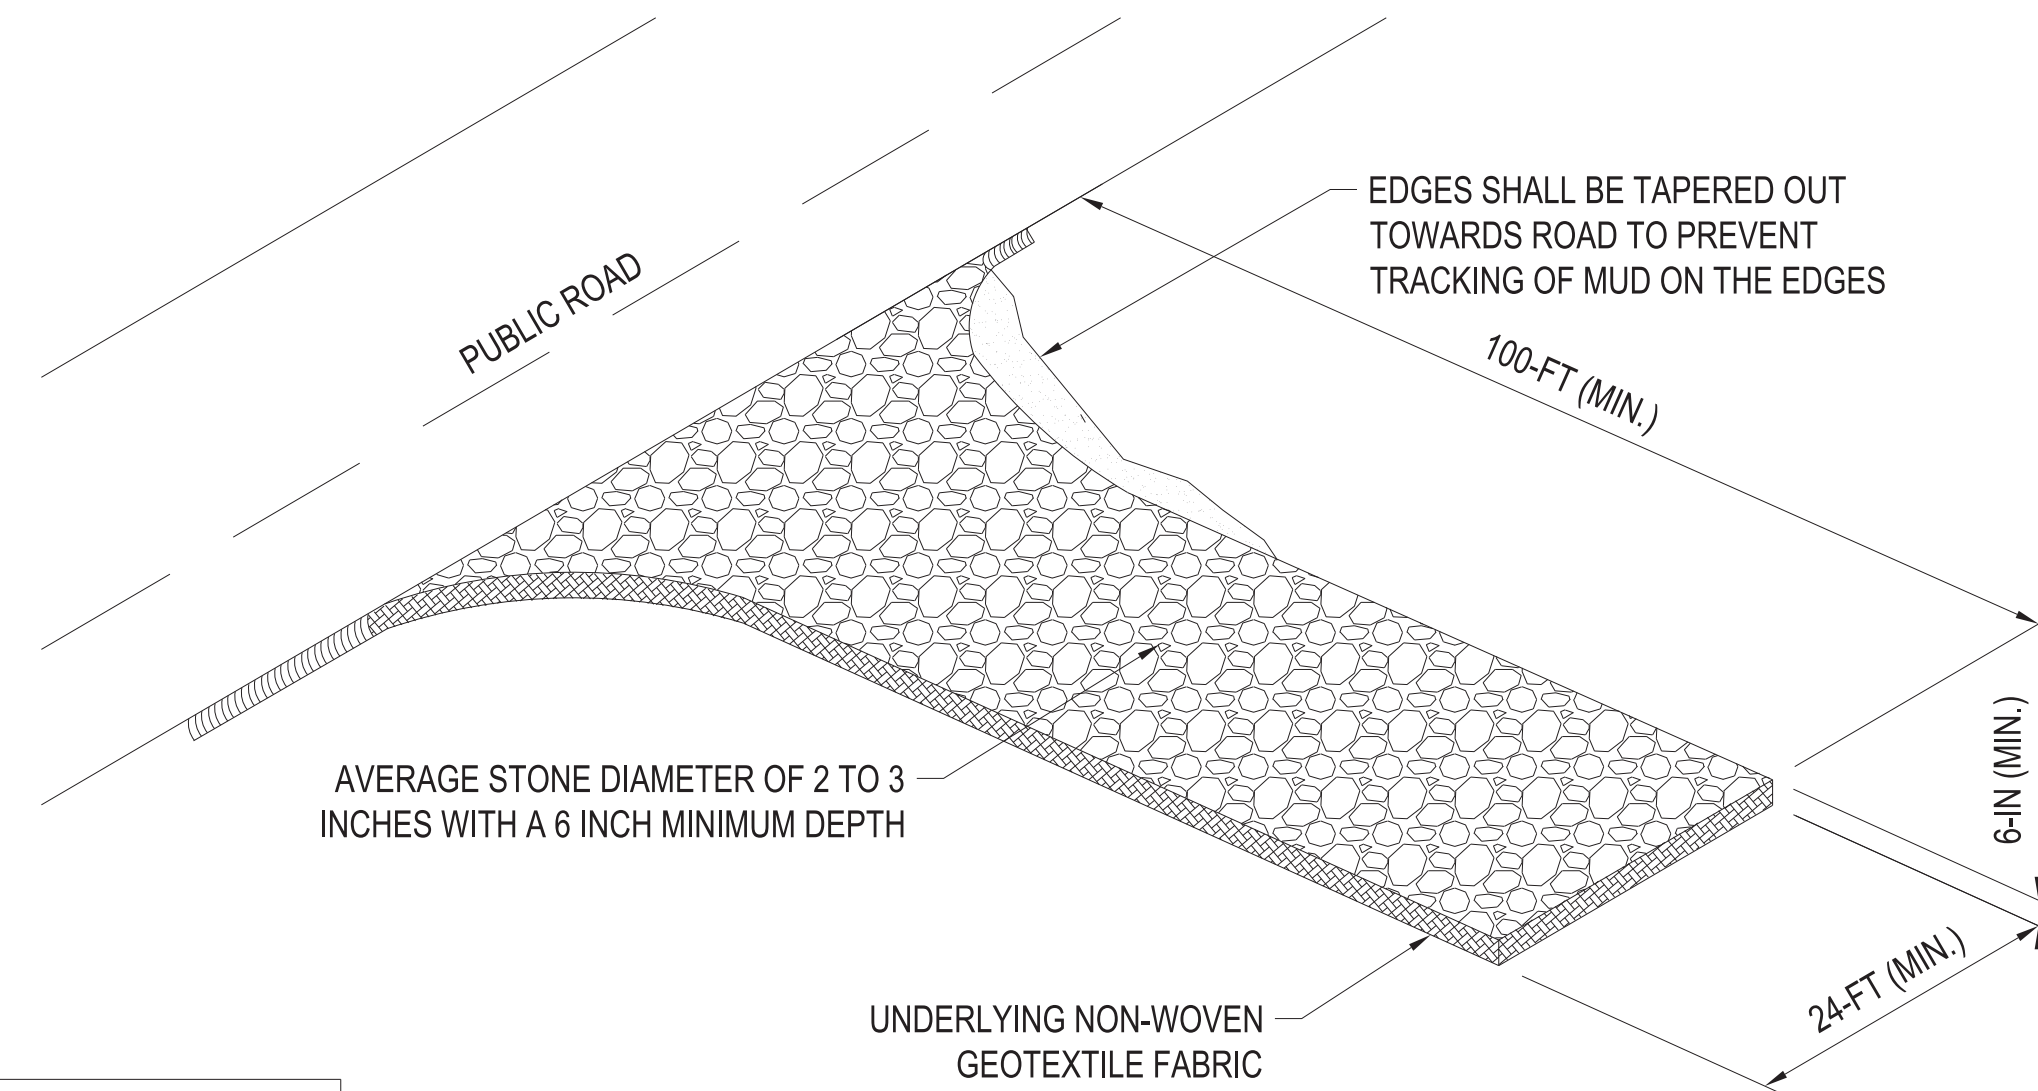 EDGES SHALL BE TAPERED OUT
TOWARDS ROAD TO PREVENT
TRACKING OF MUD ON THE EDGES
PUBLIC ROAD
100-FT (MIN.)
6-IN (MIN.)
AVERAGE STONE DIAMETER OF 2 TO 3
INCHES WITH A 6 INCH MINIMUM DEPTH
24-FT (MIN.)
UNDERLYING NON-WOVEN
GEOTEXTILE FABRIC